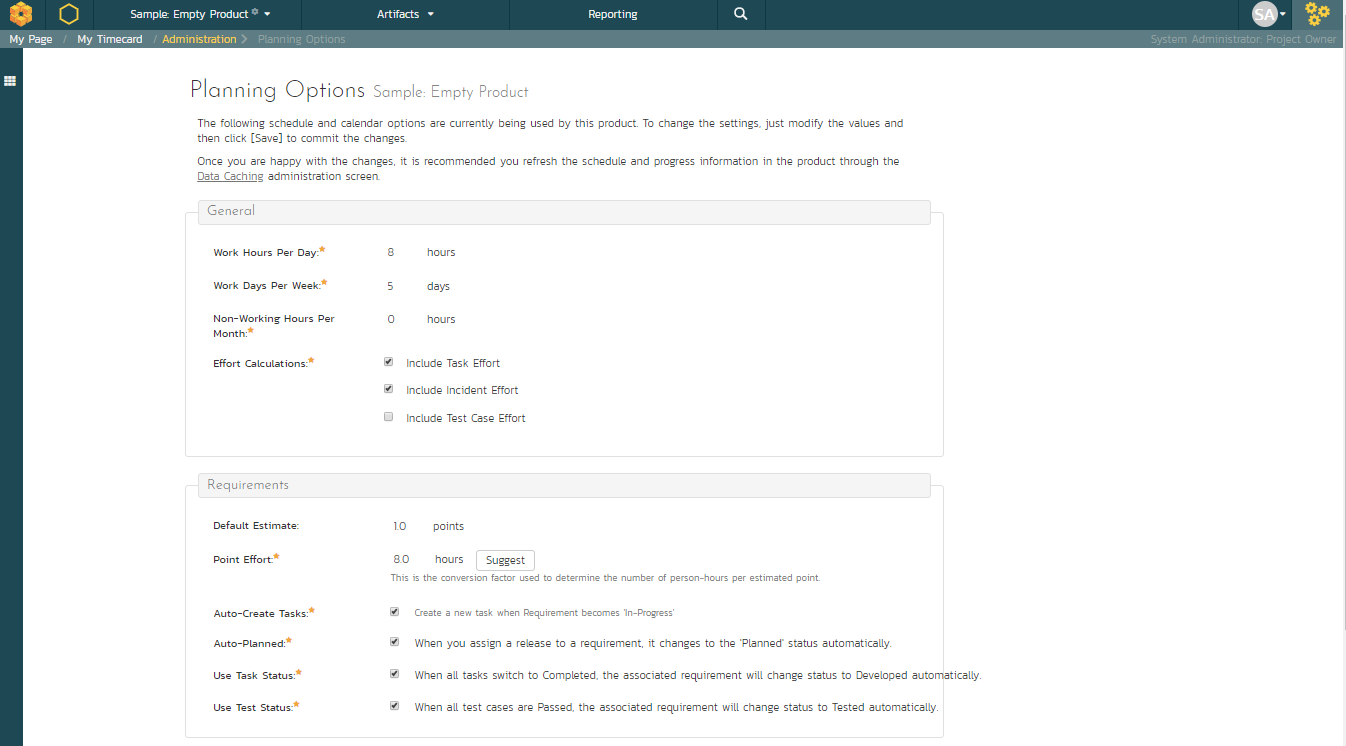 Sample: Empty Product
Artifacts
Reporting
SA
My Page / My Timecard / Administration > Planning Options
System Administrator: Project Owner
Planning Options Sample: Empty Product
The following schedule and calendar options are currently being used by this product. To change the settings, just modify the values and
then click [Save] to commit the changes.
Once you are happy with the changes, it is recommended you refresh the schedule and progress information in the product through the
Data Caching administration screen.
General
Work Hours Per Day:* 8 hours
Work Days Per Week:* 5 days
Non-Working Hours Per
Month:* 0 hours
Effort Calculations:* Include Task Effort
Include Incident Effort
Include Test Case Effort
Requirements
Default Estimate: 1.0 points
Point Effort:* 8.0 hours Suggest
This is the conversion factor used to determine the number of person-hours per estimated point.
Auto-Create Tasks:* Create a new task when Requirement becomes 'In-Progress'
Auto-Planned:* When you assign a release to a requirement, it changes to the 'Planned' status automatically.
Use Task Status:* When all tasks switch to Completed, the associated requirement will change status to Developed automatically.
Use Test Status:* When all test cases are Passed, the associated requirement will change status to Tested automatically.